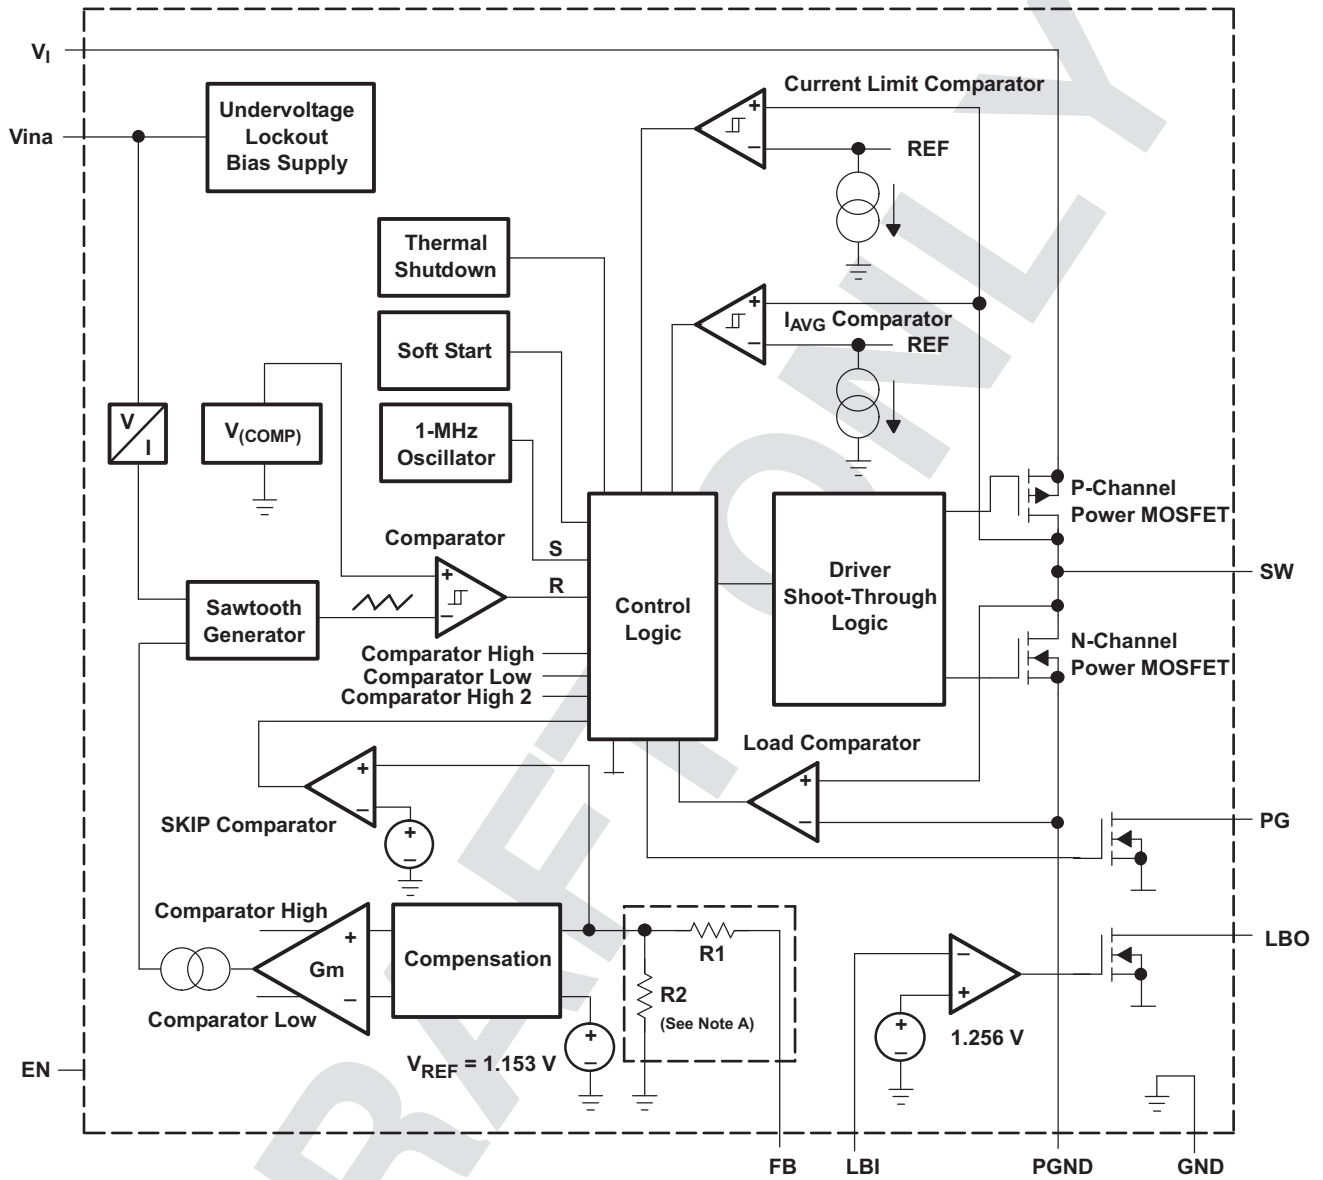 VI
Current Limit Comparator
Undervoltage
Lockout
Bias Supply
Vina
+
−
REF
Thermal
Shutdown
+
−
IAVG Comparator
REF
Soft Start
V
I
V(COMP)
1-MHz
Oscillator
P-Channel
Power MOSFET
Comparator
S
+
−
R
SW
Driver
Shoot-Through
Logic
Sawtooth
Generator
Control
Logic
N-Channel
Power MOSFET
Comparator High
Comparator Low
Comparator High 2
Load Comparator
+
−
+
−
SKIP Comparator
+
−
PG
Comparator High
+
Gm
−
Comparator Low
Compensation
R1
R2
(See Note A)
LBO
−
+
+
−
1.256 V
+
−
VREF = 1.153 V
EN
FB
LBI
PGND
GND
DRAFT ONLY